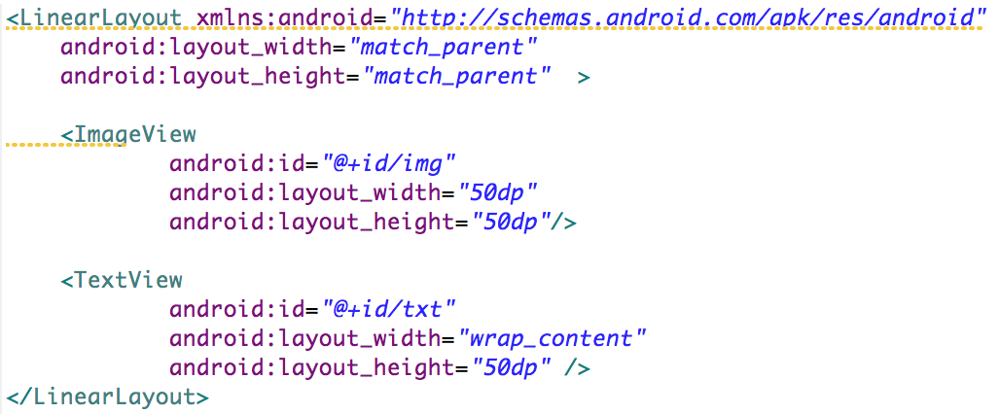 <LinearLayout xmlns:android="http://schemas.android.com/apk/res/android"
    android:layout_width="match_parent"
    android:layout_height="match_parent"  >

    <ImageView
            android:id="@+id/img"
            android:layout_width="50dp"
            android:layout_height="50dp"/>

    <TextView
            android:id="@+id/txt"
            android:layout_width="wrap_content"
            android:layout_height="50dp" />
</LinearLayout>